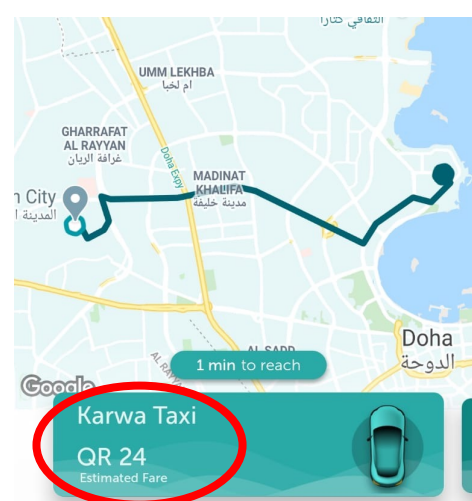 الثقافي كتارا
UMM LEKHBA
ام لخبا
GHARRAFAT
AL RAYYAN
غرافة الريان
Doha Expy
MADINAT
KHALIFA
مدينة خليفة
n City
المدينة ا
Doha
الدوحة
AL SADD
AL RAYY
1 min to reach
Google
Karwa Taxi
QR 24
Estimated Fare